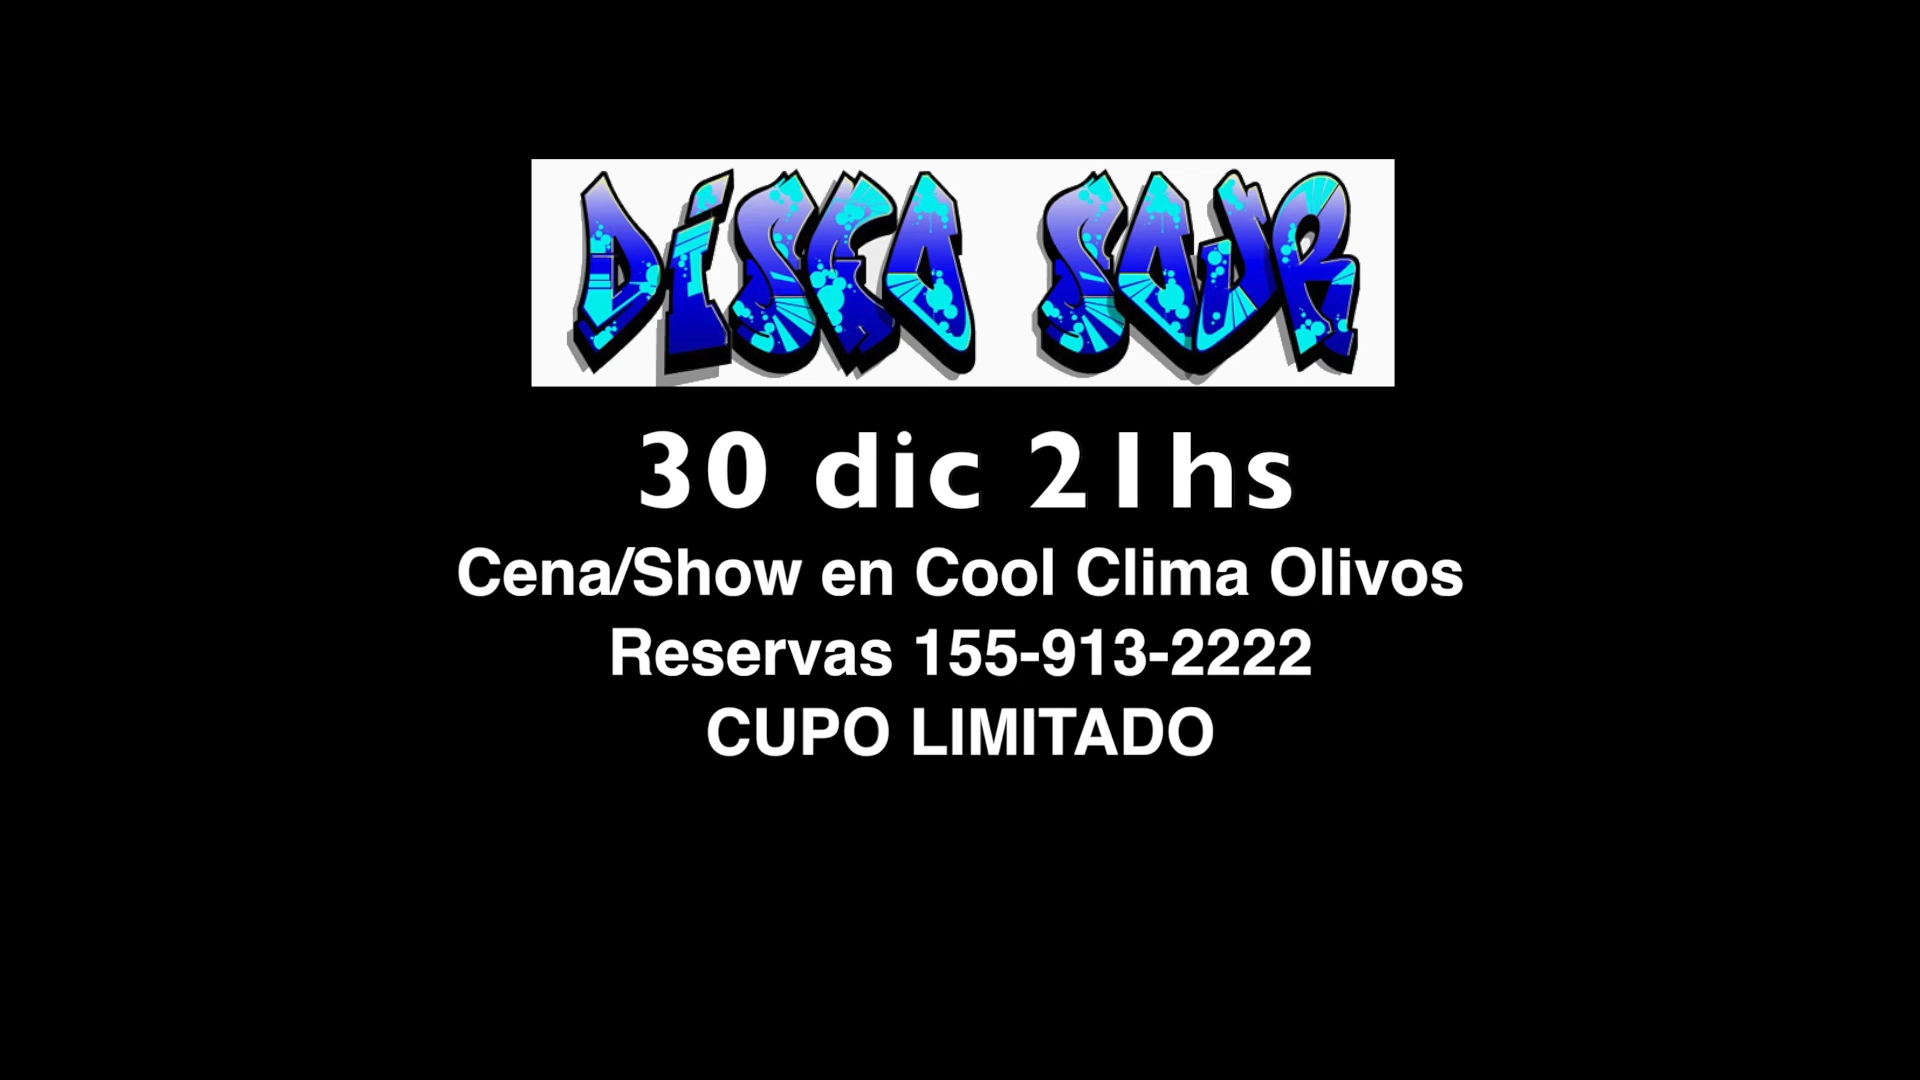 DiSCO SOUR
30 dic 21hs
Cena/Show en Cool Clima Olivos
Reservas 155-913-2222
CUPO LIMITADO